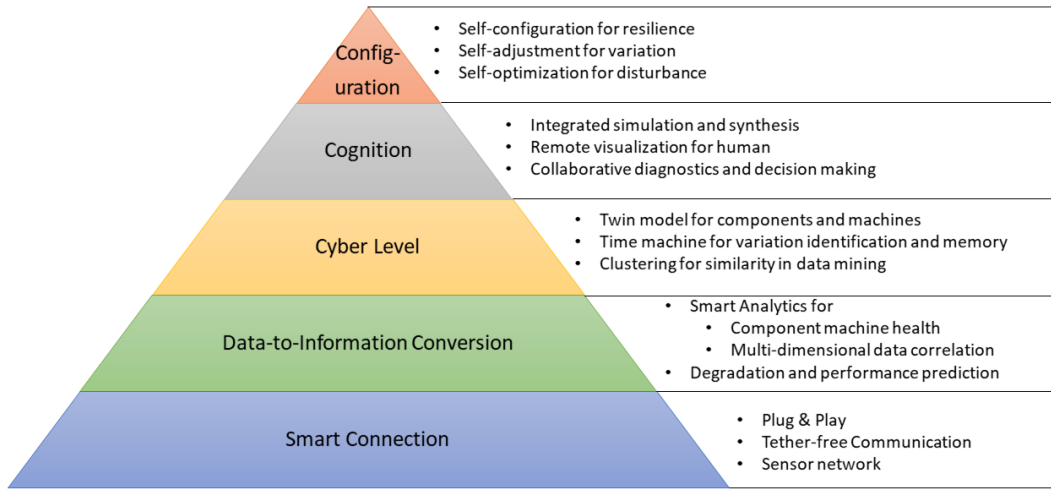 Config-
uration
• Self-configuration for resilience
• Self-adjustment for variation
• Self-optimization for disturbance
Cognition
• Integrated simulation and synthesis
• Remote visualization for human
• Collaborative diagnostics and decision making
Cyber Level
• Twin model for components and machines
• Time machine for variation identification and memory
• Clustering for similarity in data mining
Data-to-Information Conversion
• Smart Analytics for
• Component machine health
• Multi-dimensional data correlation
• Degradation and performance prediction
Smart Connection
• Plug & Play
• Tether-free Communication
• Sensor network